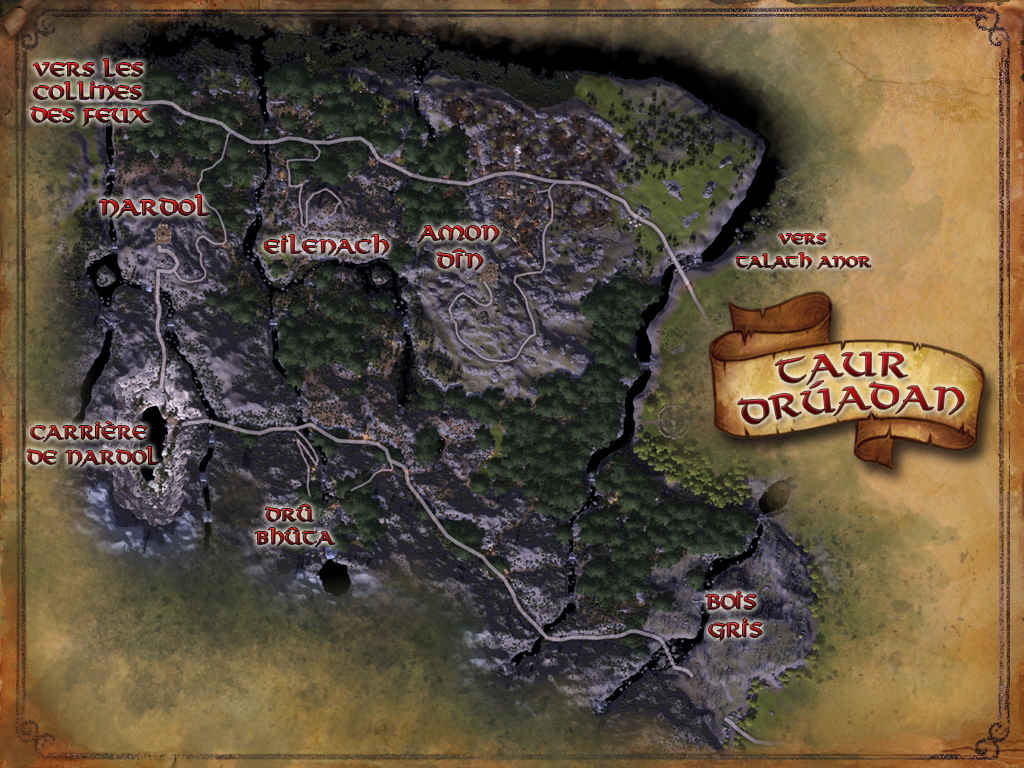 VERS LES
COLLINES
DES FEUX
NARDOL
EILENACH
AMON
DÎN
VERS
TALATH ANOR
TAUR
DRÚADAN
CARRIÈRE
DE NARDOL
DRÛ
BHÛTA
BOIS
GRIS